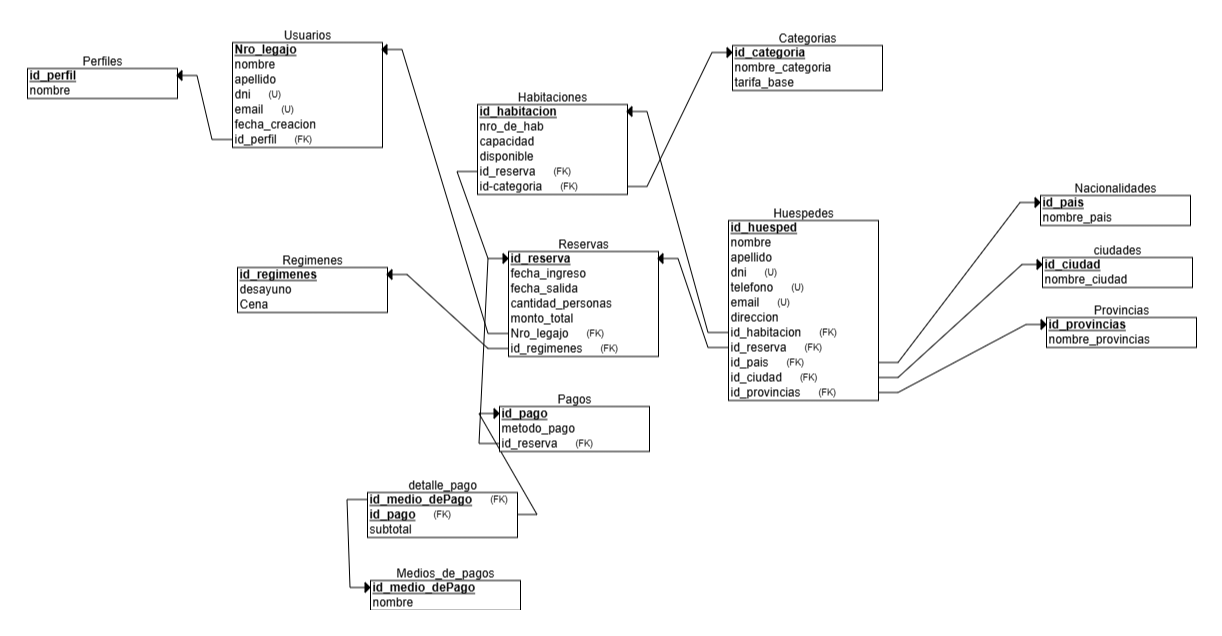 Perfiles
id_perfil
nombre
Usuarios
Nro_legajo
nombre
apellido
dni (U)
email (U)
fecha_creacion
id_perfil (FK)
Habitaciones
id_habitacion
nro_de_hab
capacidad
disponible
id_reserva (FK)
id-categoria (FK)
Categorias
id_categoria
nombre_categoria
tarifa_base
Regimenes
id_regimenes
desayuno
Cena
Reservas
id_reserva
fecha_ingreso
fecha_salida
cantidad_personas
monto_total
Nro_legajo (FK)
id_regimenes (FK)
Huespedes
id_huesped
nombre
apellido
dni (U)
telefono (U)
email (U)
direccion
id_habitacion (FK)
id_reserva (FK)
id_pais (FK)
id_ciudad (FK)
id_provincias (FK)
Nacionalidades
id_pais
nombre_pais
ciudades
id_ciudad
nombre_ciudad
Provincias
id_provincias
nombre_provincias
Pagos
id_pago
metodo_pago
id_reserva (FK)
detalle_pago
id_medio_dePago (FK)
id_pago (FK)
subtotal
Medios_de_pagos
id_medio_dePago
nombre